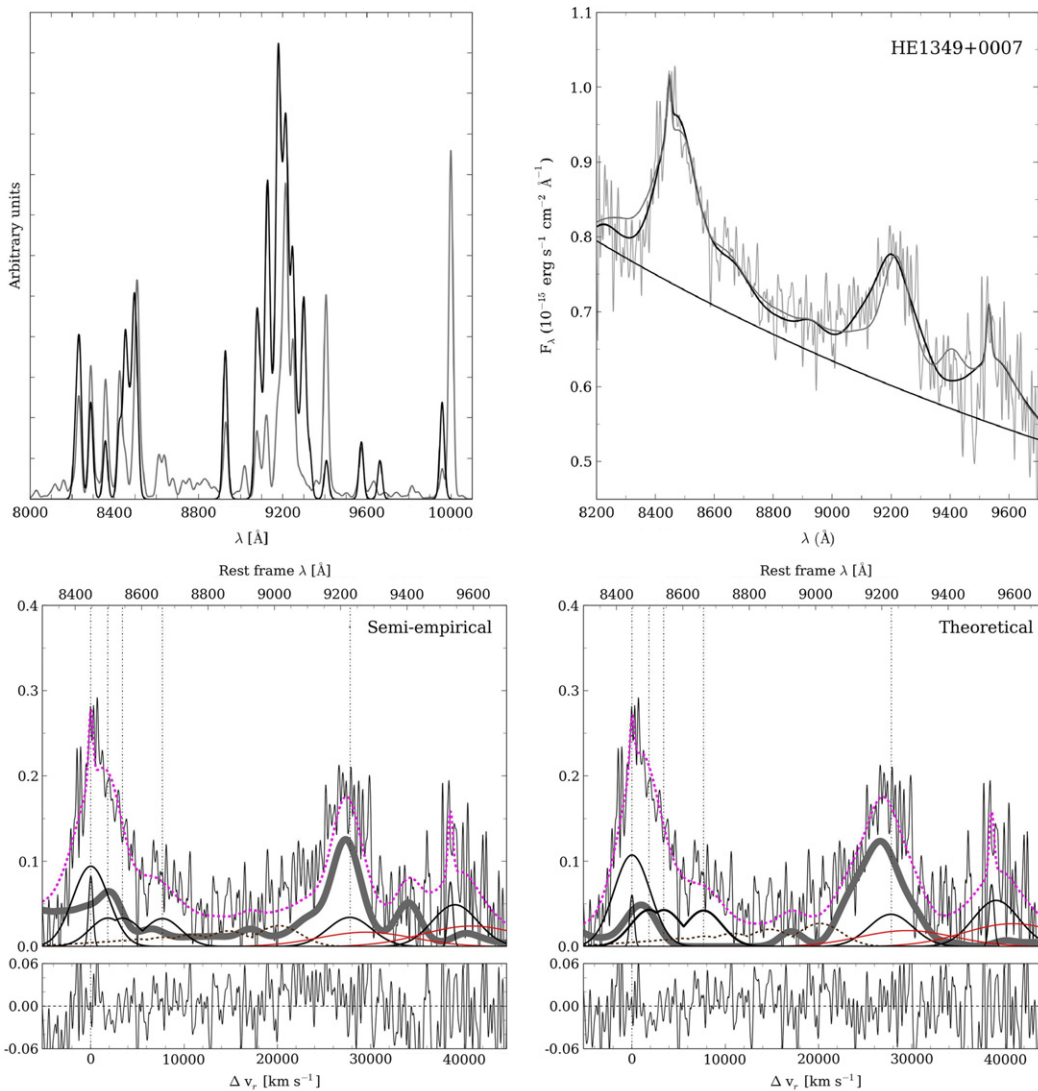 Arbitrary units
8000 8400 8800 9200 9600 10000
λ [Å]
HE1349+0007
F_λ (10⁻¹⁵ erg s⁻¹ cm⁻² Å⁻¹)
1.0
0.9
0.8
0.7
0.6
0.5
8200 8400 8600 8800 9000 9200 9400 9600
λ (Å)
Rest frame λ [Å]
8400 8600 8800 9000 9200 9400 9600
Semi-empirical
0.4
0.3
0.2
0.1
0.0
0.06
0.00
-0.06
0 10000 20000 30000 40000
Δ v_r [km s⁻¹]
Rest frame λ [Å]
8400 8600 8800 9000 9200 9400 9600
Theoretical
0.4
0.3
0.2
0.1
0.0
0.06
0.00
-0.06
0 10000 20000 30000 40000
Δ v_r [km s⁻¹]